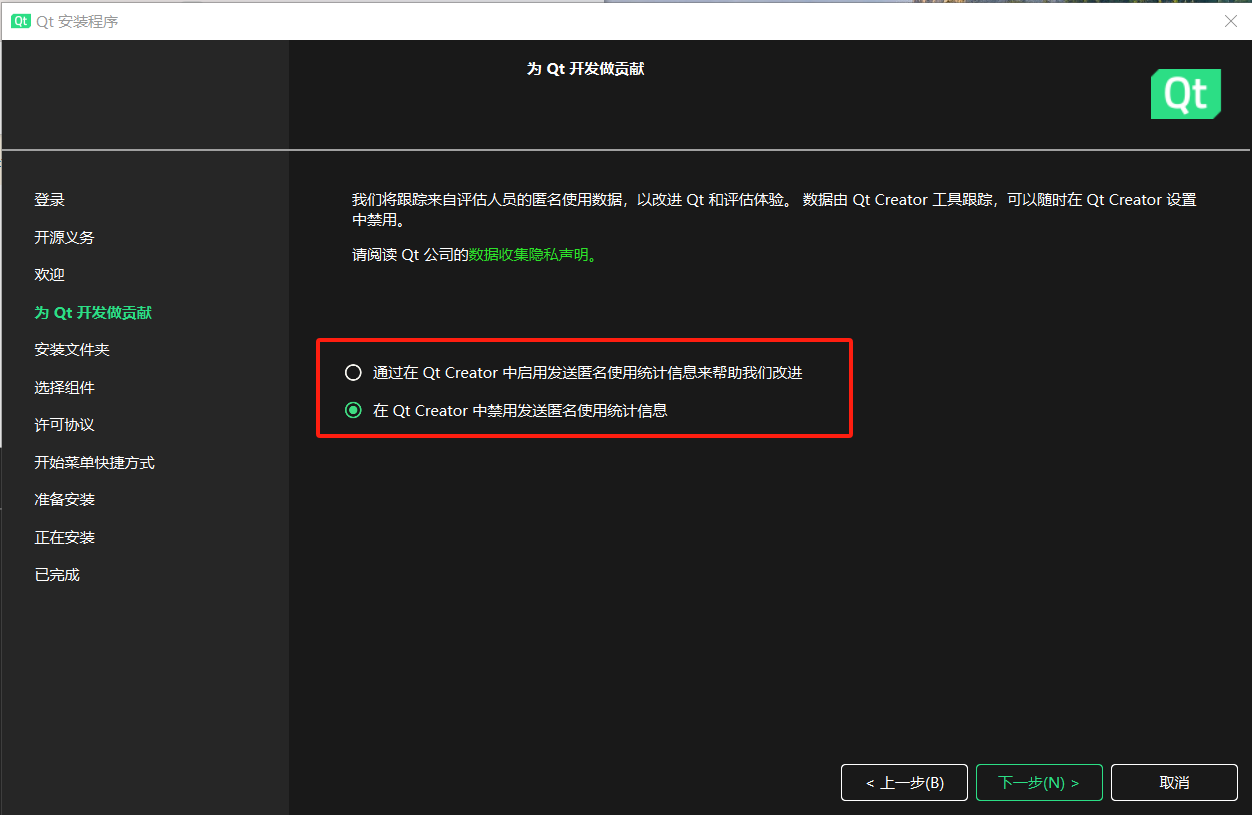 Qt Qt 安装程序
为 Qt 开发做贡献
Qt
登录
开源义务
欢迎
为 Qt 开发做贡献
安装文件夹
选择组件
许可协议
开始菜单快捷方式
准备安装
正在安装
已完成
我们将跟踪来自评估人员的匿名使用数据，以改进 Qt 和评估体验。 数据由 Qt Creator 工具跟踪，可以随时在 Qt Creator 设置
中禁用。
请阅读 Qt 公司的数据收集隐私声明。
通过在 Qt Creator 中启用发送匿名使用统计信息来帮助我们改进
在 Qt Creator 中禁用发送匿名使用统计信息
< 上一步(B)
下一步(N) >
取消